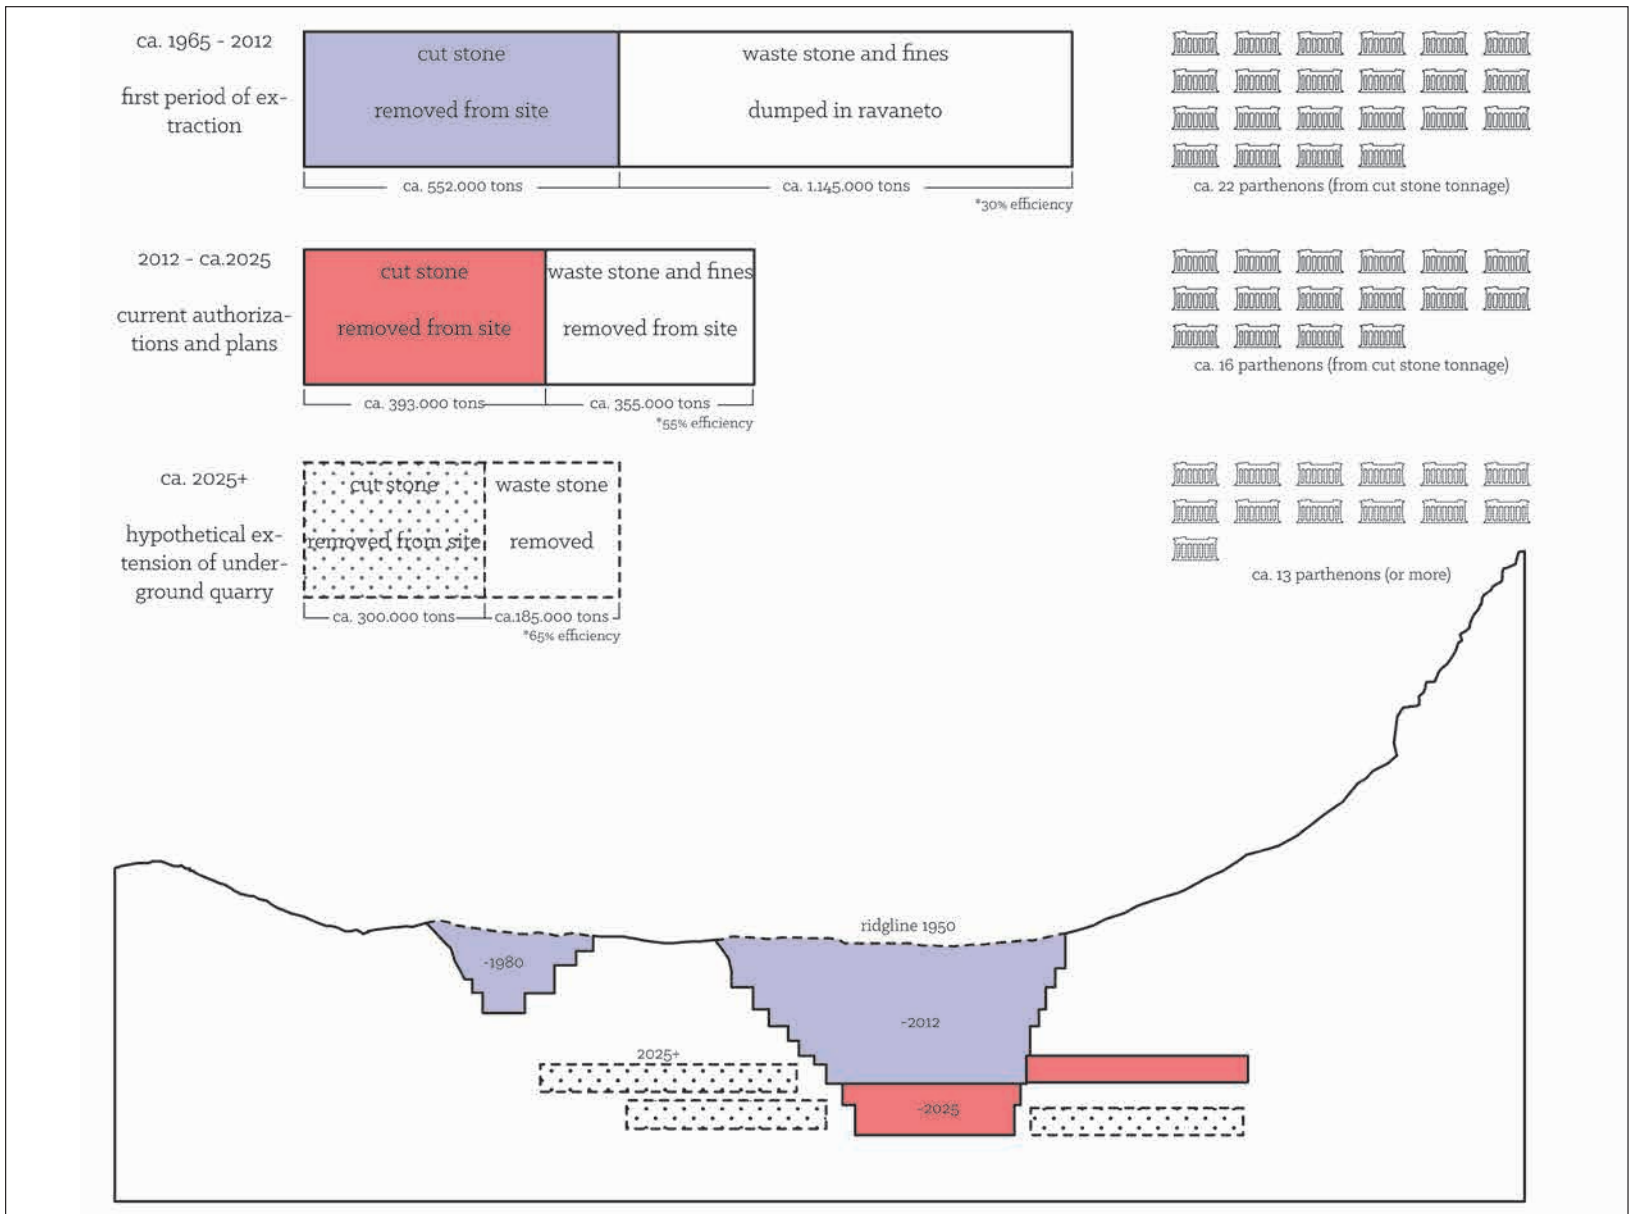 ca. 1965 - 2012
first period of ex-
traction
cut stone
removed from site
waste stone and fines
dumped in ravaneto
ca. 552.000 tons
ca. 1.145.000 tons
*30% efficiency
ca. 22 parthenons (from cut stone tonnage)
2012 - ca.2025
current authoriza-
tions and plans
cut stone
removed from site
waste stone and fines
removed from site
ca. 393.000 tons
ca. 355.000 tons
*55% efficiency
ca. 16 parthenons (from cut stone tonnage)
ca. 2025+
hypothetical ex-
tension of under-
ground quarry
cut stone
removed from site
waste stone
removed
ca. 300.000 tons
ca.185.000 tons
*65% efficiency
ca. 13 parthenons (or more)
ridgline 1950
-1980
-2012
2025+
-2025